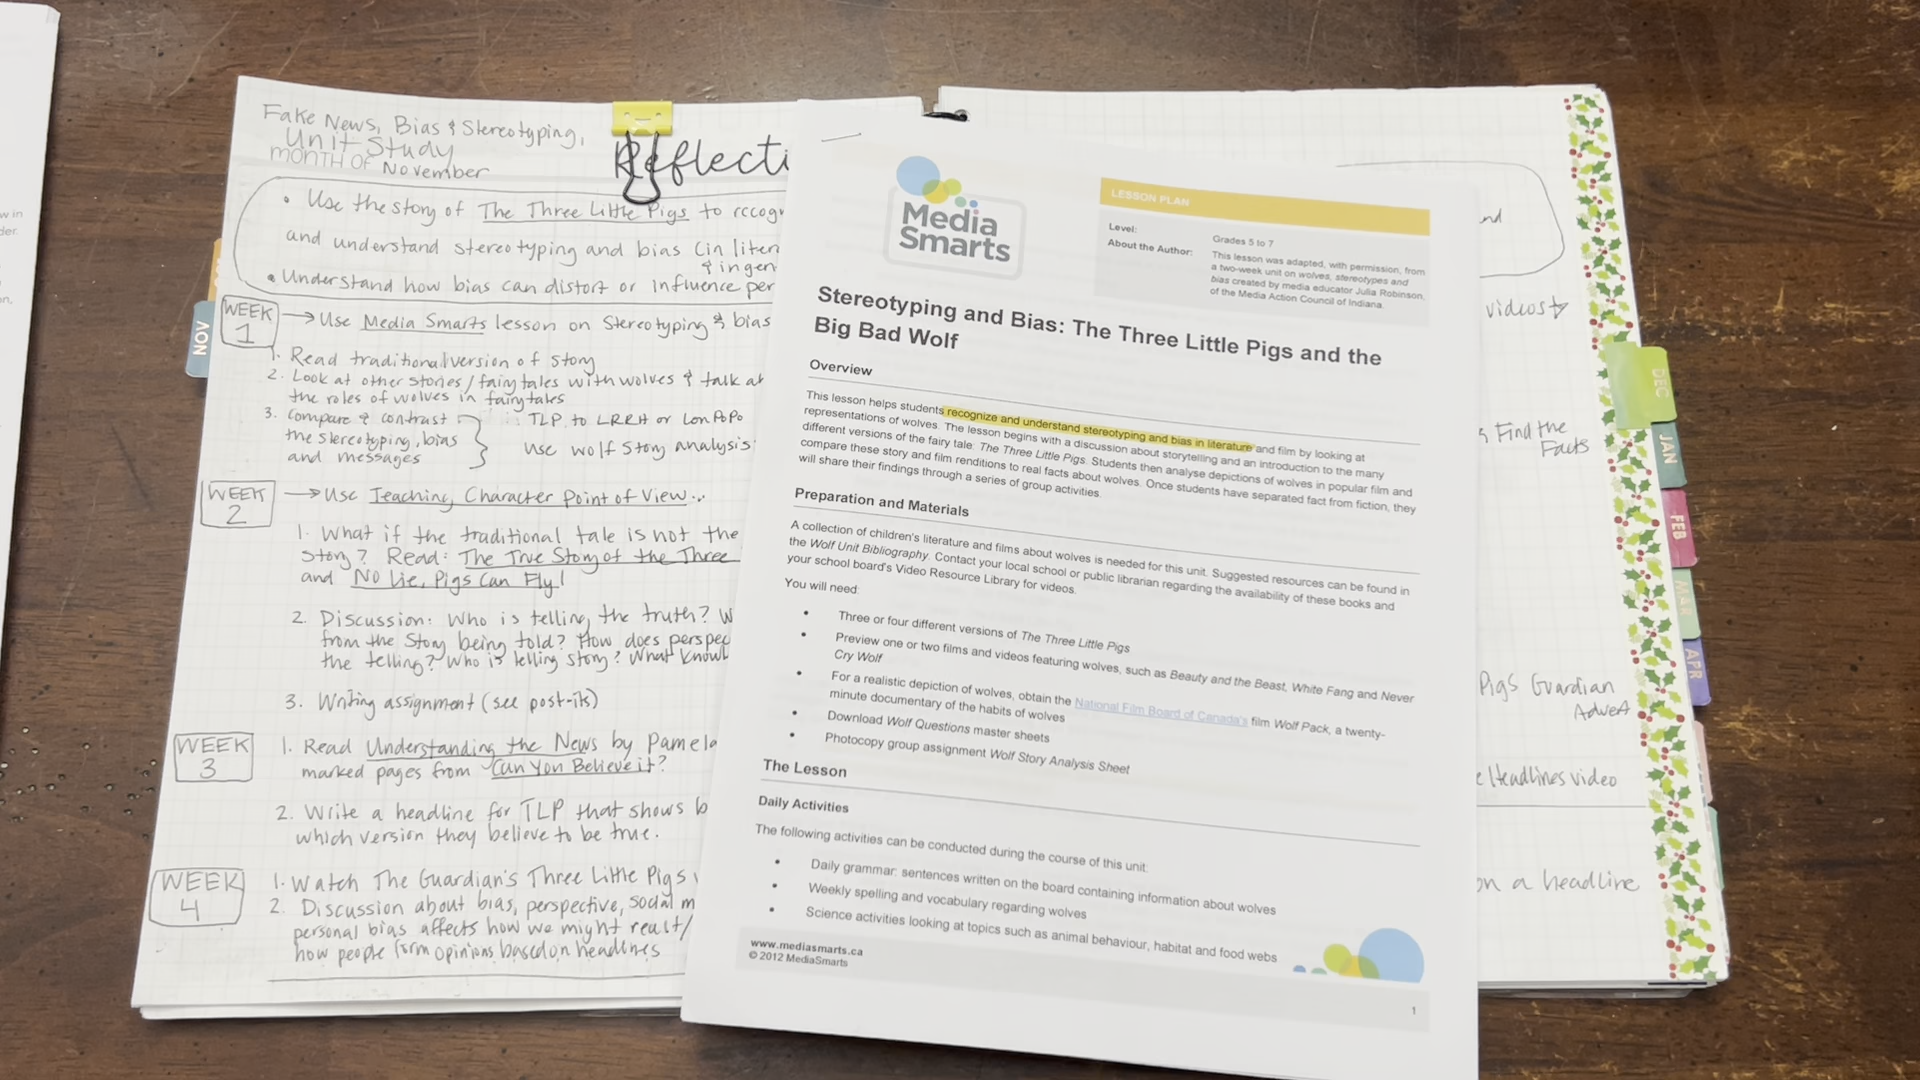 w in
der.
n,
Fake News, Bias & Stereotyping,
Unit Study
MONTH OF November
Reflecti
• Use the story of The Three Little Pigs to recogn
and understand stereotyping and bias (in liter
& in gen
• Understand how bias can distort or influence per
WEEK
1
→ Use Media Smarts lesson on Stereotyping & bias
1. Read traditional version of story
2. Look at other stories/fairytales with wolves & talk ab
the roles of wolves in fairytales
3. Compare & contrast
the stereotyping, bias
and messages
TLP to LRRH or Lon Po Po
Use Wolf Story Analysis
WEEK
2
→ Use Teaching Character Point of View..
1. What if the traditional tale is not the
story? Read: The True Story of the Three
and No Lie, Pigs Can Fly!
2. Discussion: Who is telling the truth? W
from the story being told? How does perspec
the telling? Who is telling story? What know
3. Writing assignment (see post-its)
WEEK
3
1. Read Understanding the News by Pamela
marked pages from Can You Believe it?
2. Write a headline for TLP that shows b
which version they believe to be true.
WEEK
4
1. Watch The Guardian's Three Little Pigs
2. Discussion about bias, perspective, social m
personal bias affects how we might react/
how people form opinions based on headlines
NOV
Media
Smarts
LESSON PLAN
Level: Grades 5 to 7
About the Author: This lesson was adapted, with permission, from
a two-week unit on wolves, stereotypes and
bias created by media educator Julia Robinson,
of the Media Action Council of Indiana.
Stereotyping and Bias: The Three Little Pigs and the
Big Bad Wolf
Overview
This lesson helps students recognize and understand stereotyping and bias in literature and film by looking at
representations of wolves. The lesson begins with a discussion about storytelling and an introduction to the many
different versions of the fairy tale: The Three Little Pigs. Students then analyse depictions of wolves in popular film and
compare these story and film renditions to real facts about wolves. Once students have separated fact from fiction, they
will share their findings through a series of group activities.
Preparation and Materials
A collection of children's literature and films about wolves is needed for this unit. Suggested resources can be found in
the Wolf Unit Bibliography. Contact your local school or public librarian regarding the availability of these books and
your school board's Video Resource Library for videos.
You will need:
• Three or four different versions of The Three Little Pigs
• Preview one or two films and videos featuring wolves, such as Beauty and the Beast, White Fang and Never
Cry Wolf
• For a realistic depiction of wolves, obtain the National Film Board of Canada's film Wolf Pack, a twenty-
minute documentary of the habits of wolves
• Download Wolf Questions master sheets
• Photocopy group assignment Wolf Story Analysis Sheet
The Lesson
Daily Activities
The following activities can be conducted during the course of this unit:
• Daily grammar: sentences written on the board containing information about wolves
• Weekly spelling and vocabulary regarding wolves
• Science activities looking at topics such as animal behaviour, habitat and food webs
www.mediasmarts.ca
© 2012 MediaSmarts
1
nd
videos
Find the
Facts
Pigs Guardian
Advert
Headlines video
on a headline
DEC
JAN
FEB
MAR
APR